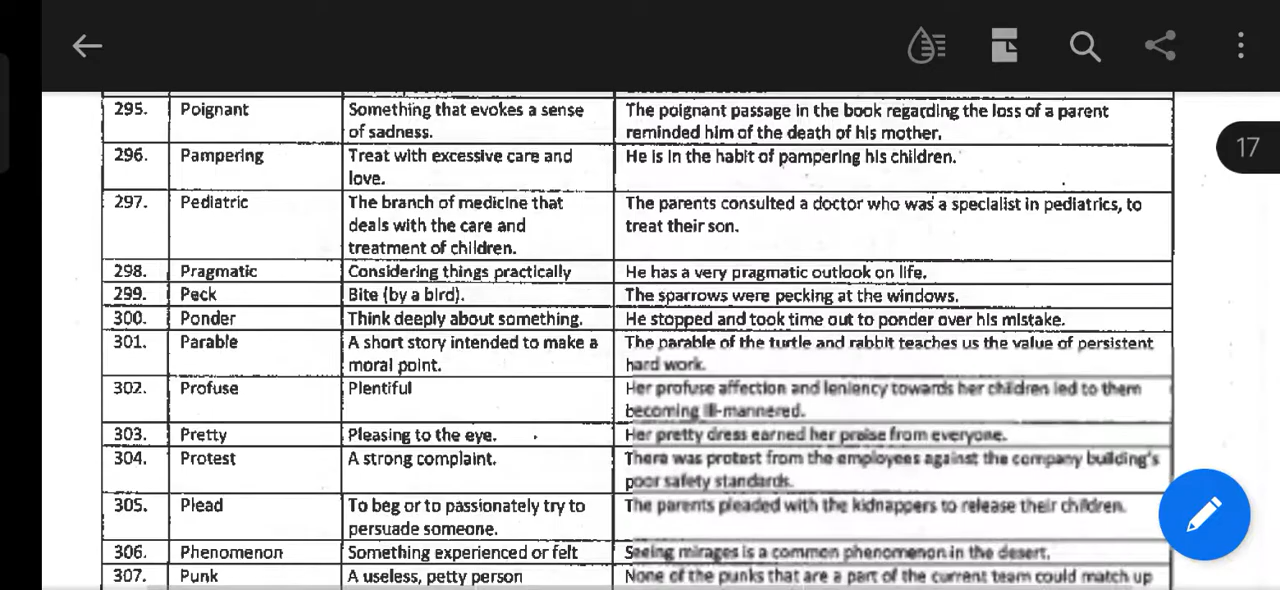 17
295. Poignant Something that evokes a sense The poignant passage in the book regarding the loss of a parent
of sadness. reminded him of the death of his mother.
296. Pampering Treat with excessive care and He is in the habit of pampering his children.
love.
297. Pediatric The branch of medicine that The parents consulted a doctor who was a specialist in pediatrics, to
deals with the care and treat their son.
treatment of children.
298. Pragmatic Considering things practically He has a very pragmatic outlook on life.
299. Peck Bite (by a bird). The sparrows were pecking at the windows.
300. Ponder Think deeply about something. He stopped and took time out to ponder over his mistake.
301. Parable A short story intended to make a The parable of the turtle and rabbit teaches us the value of persistent
moral point. hard work.
302. Profuse Plentiful Her profuse affection and leniency towards her children led to them
becoming ill-mannered.
303. Pretty Pleasing to the eye. Her pretty dress earned her praise from everyone.
304. Protest A strong complaint. There was protest from the employees against the company building's
poor safety standards.
305. Plead To beg or to passionately try to The parents pleaded with the kidnappers to release their children.
persuade someone.
306. Phenomenon Something experienced or felt Seeing mirages is a common phenomenon in the desert.
307. Punk A useless, petty person None of the punks that are a part of the current team could match up